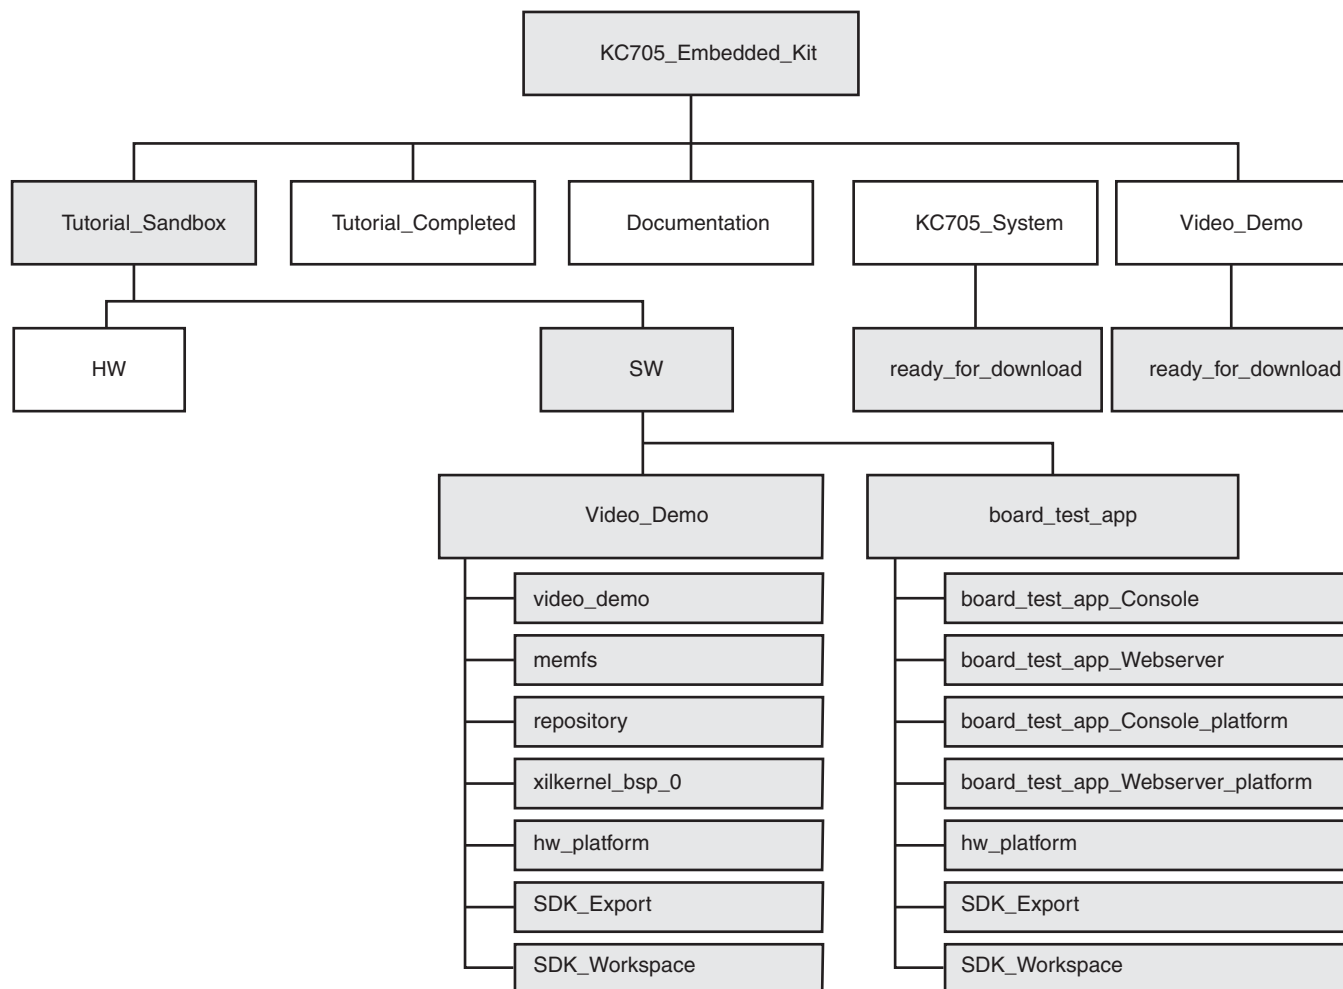 KC705_Embedded_Kit
Tutorial_Sandbox
Tutorial_Completed
Documentation
KC705_System
Video_Demo
HW
SW
ready_for_download
ready_for_download
Video_Demo
board_test_app
video_demo
memfs
repository
xilkernel_bsp_0
hw_platform
SDK_Export
SDK_Workspace
board_test_app_Console
board_test_app_Webserver
board_test_app_Console_platform
board_test_app_Webserver_platform
hw_platform
SDK_Export
SDK_Workspace